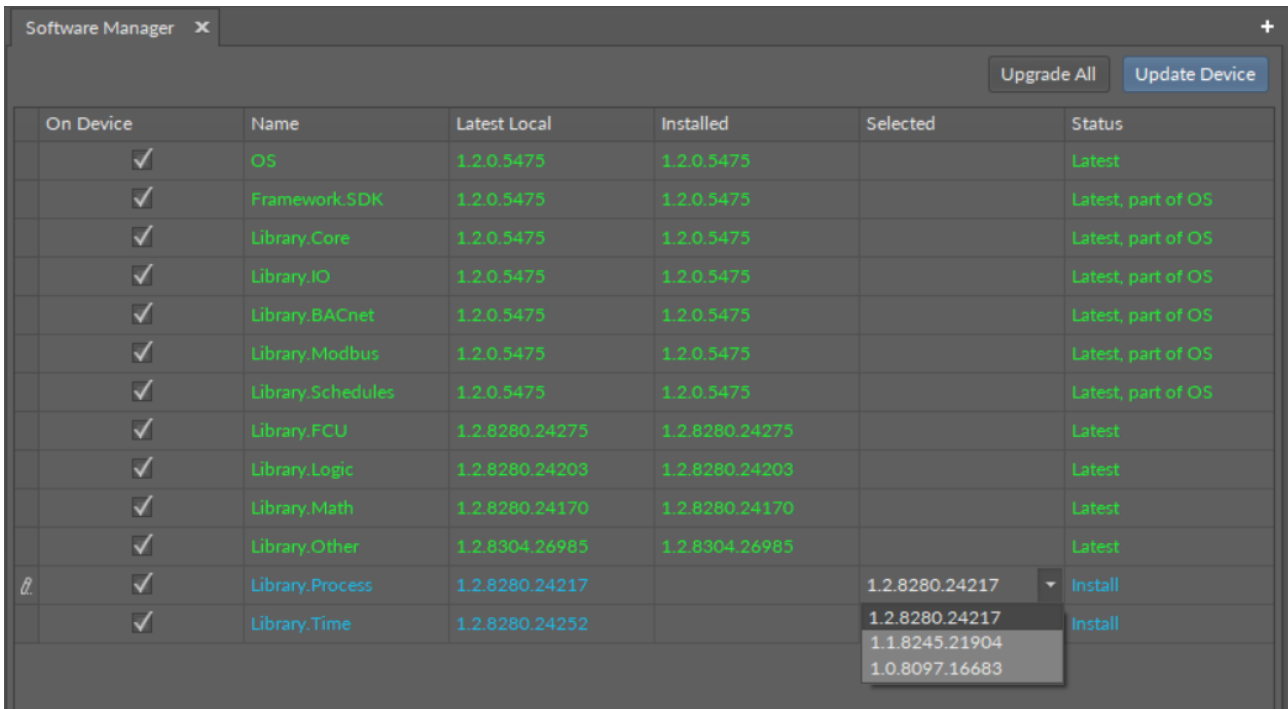 Software Manager
Upgrade All Update Device
On Device Name Latest Local Installed Selected Status
OS 1.2.0.5475 1.2.0.5475 Latest
Framework.SDK 1.2.0.5475 1.2.0.5475 Latest, part of OS
Library.Core 1.2.0.5475 1.2.0.5475 Latest, part of OS
Library.IO 1.2.0.5475 1.2.0.5475 Latest, part of OS
Library.BACnet 1.2.0.5475 1.2.0.5475 Latest, part of OS
Library.Modbus 1.2.0.5475 1.2.0.5475 Latest, part of OS
Library.Schedules 1.2.0.5475 1.2.0.5475 Latest, part of OS
Library.FCU 1.2.8280.24275 1.2.8280.24275 Latest
Library.Logic 1.2.8280.24203 1.2.8280.24203 Latest
Library.Math 1.2.8280.24170 1.2.8280.24170 Latest
Library.Other 1.2.8304.26985 1.2.8304.26985 Latest
Library.Process 1.2.8280.24217 1.2.8280.24217 Install
Library.Time 1.2.8280.24252 1.2.8280.24217 Install
1.1.8245.21904
1.0.8097.16683